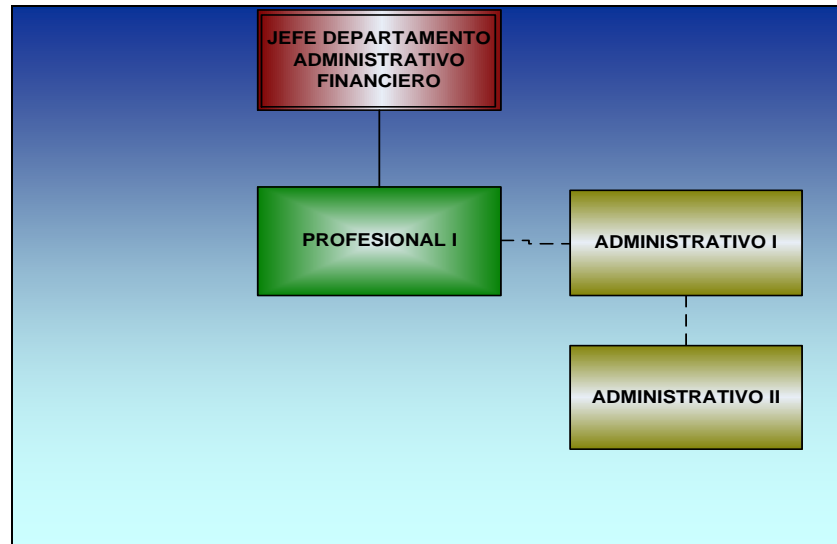 JEFE DEPARTAMENTO
ADMINISTRATIVO
FINANCIERO
PROFESIONAL I
ADMINISTRATIVO I
ADMINISTRATIVO II